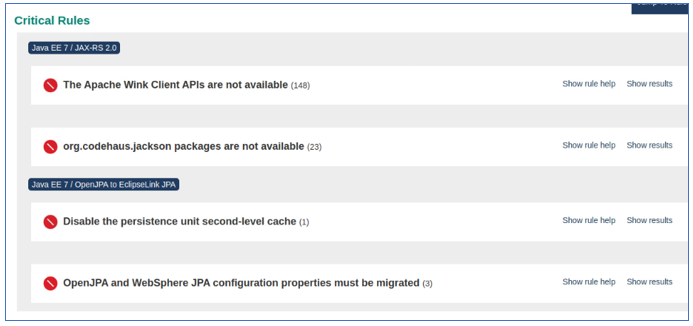 Critical Rules
Java EE 7 / JAX-RS 2.0
The Apache Wink Client APIs are not available (148) Show rule help Show results
org.codehaus.jackson packages are not available (23) Show rule help Show results
Java EE 7 / OpenJPA to EclipseLink JPA
Disable the persistence unit second-level cache (1) Show rule help Show results
OpenJPA and WebSphere JPA configuration properties must be migrated (3) Show rule help Show results